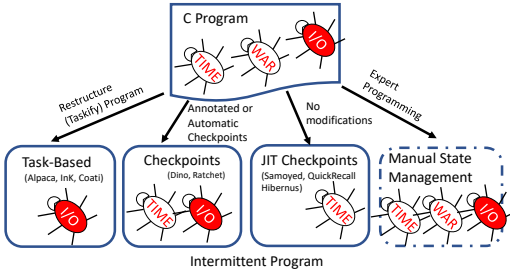 C Program
TIME
WAR
I/O
Restructure
(Taskify) Program
Annotated or
Automatic
Checkpoints
No
modifications
Expert
Programming
Task-Based
(Alpaca, InK, Coati)
I/O
Checkpoints
(Dino, Ratchet)
TIME
I/O
JIT Checkpoints
(Samoyed, QuickRecall
Hibernus)
TIME
Manual State
Management
TIME
WAR
I/O
Intermittent Program